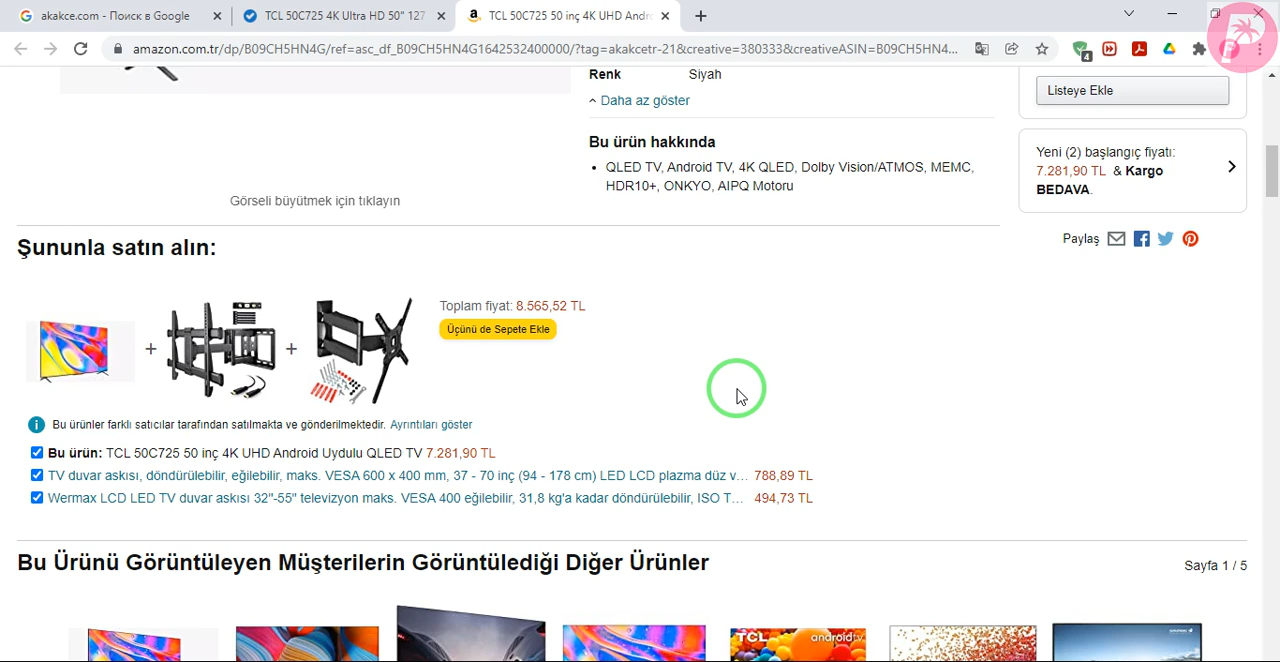 akakce.com - Поиск в Google
TCL 50C725 4K Ultra HD 50" 127
TCL 50C725 50 inç 4K UHD Andro
amazon.com.tr/dp/B09CH5HN4G/ref=asc_df_B09CH5HN4G1642532400000/?tag=akakcetr-21&creative=380333&creativeASIN=B09CH5HN4...
4
Renk Siyah
Daha az göster
Listeye Ekle
Bu ürün hakkında
• QLED TV, Android TV, 4K QLED, Dolby Vision/ATMOS, MEMC,
HDR10+, ONKYO, AIPQ Motoru
Yeni (2) başlangıç fiyatı:
7.281,90 TL & Kargo
BEDAVA.
Görseli büyütmek için tıklayın
Paylaş
Şununla satın alın:
Toplam fiyat: 8.565,52 TL
Üçünü de Sepete Ekle
+ +
Bu ürünler farklı satıcılar tarafından satılmakta ve gönderilmektedir. Ayrıntıları göster
Bu ürün: TCL 50C725 50 inç 4K UHD Android Uydulu QLED TV 7.281,90 TL
TV duvar askısı, döndürülebilir, eğilebilir, maks. VESA 600 x 400 mm, 37 - 70 inç (94 - 178 cm) LED LCD plazma düz v... 788,89 TL
Wermax LCD LED TV duvar askısı 32"-55" televizyon maks. VESA 400 eğilebilir, 31,8 kg'a kadar döndürülebilir, ISO T... 494,73 TL
Bu Ürünü Görüntüleyen Müşterilerin Görüntülediği Diğer Ürünler
Sayfa 1 / 5
TCL androidtv
GRUNDIG